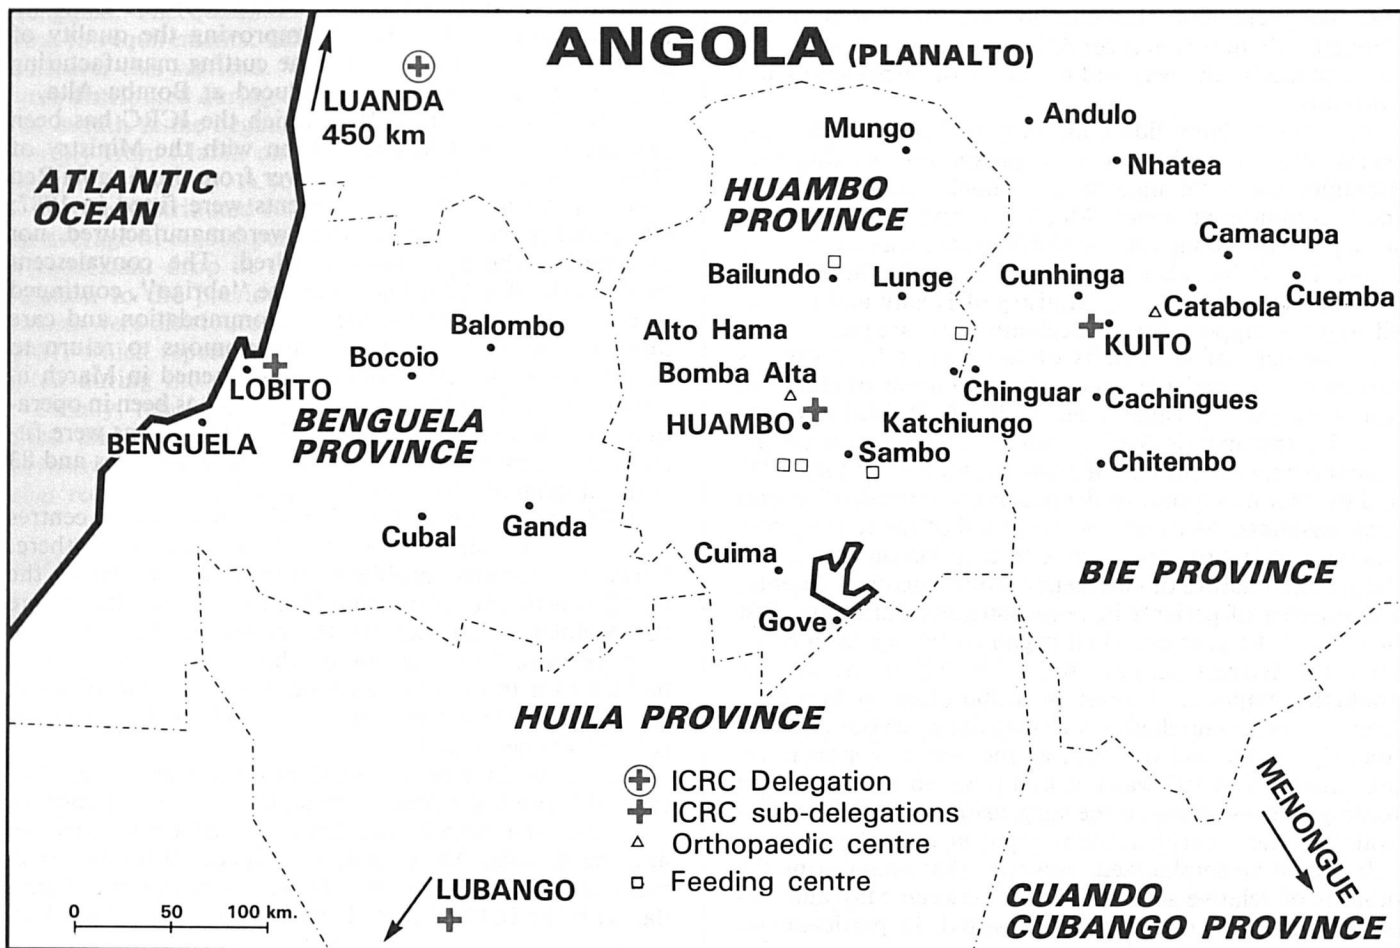 ANGOLA (PLANALTO)
LUANDA
450 km
ATLANTIC
OCEAN
Mungo
Andulo
Nhatea
HUAMBO
PROVINCE
Camacupa
Bailundo
Lunge
Cunhinga
Catabola
Cuemba
Balombo
Alto Hama
KUITO
Bocoio
Bomba Alta
Chinguar
Cachingues
LOBITO
BENGUELA
BENGUELA
PROVINCE
HUAMBO
Katchiungo
Sambo
Chitembo
Cubal
Ganda
Cuima
BIE PROVINCE
Gove
HUILA PROVINCE
ICRC Delegation
ICRC sub-delegations
Orthopaedic centre
Feeding centre
MENONGUE
LUBANGO
0 50 100 km.
CUANDO
CUBANGO PROVINCE